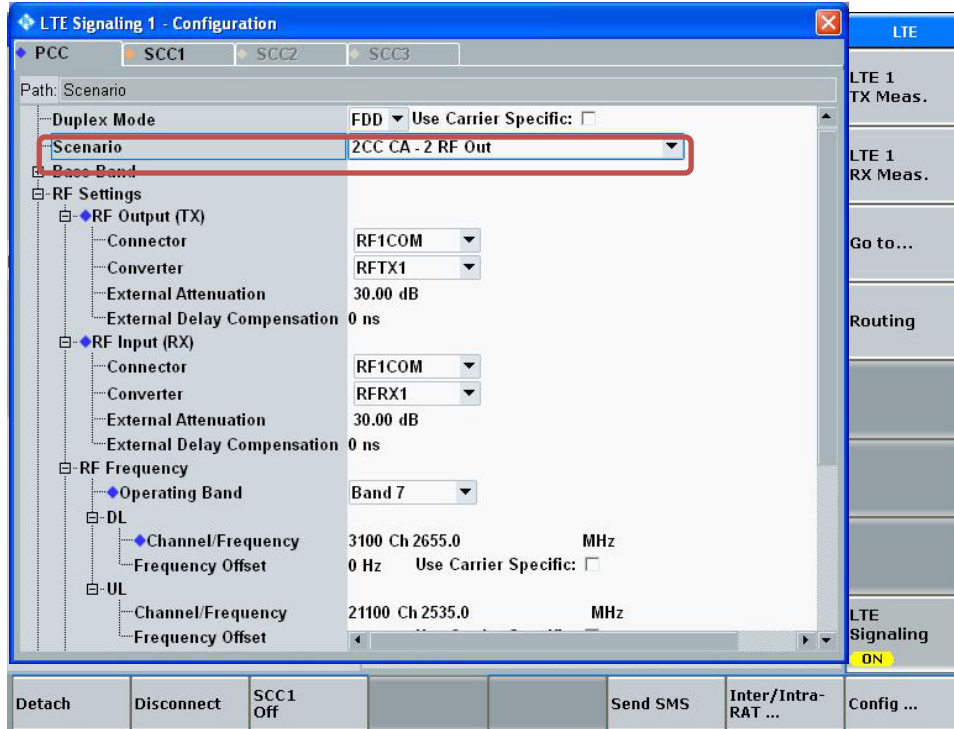 LTE Signaling 1 - Configuration
LTE
PCC SCC1 SCC2 SCC3
Path: Scenario
LTE 1
TX Meas.
Duplex Mode FDD Use Carrier Specific:
Scenario 2CC CA - 2 RF Out
LTE 1
RX Meas.
Base Band
RF Settings
RF Output (TX)
Connector RF1COM
Go to...
Converter RFTX1
External Attenuation 30.00 dB
External Delay Compensation 0 ns
Routing
RF Input (RX)
Connector RF1COM
Converter RFRX1
External Attenuation 30.00 dB
External Delay Compensation 0 ns
RF Frequency
Operating Band Band 7
DL
Channel/Frequency 3100 Ch 2655.0 MHz
Frequency Offset 0 Hz Use Carrier Specific:
UL
Channel/Frequency 21100 Ch 2535.0 MHz
Frequency Offset
LTE
Signaling
ON
Detach
Disconnect
SCC1
Off
Send SMS
Inter/Intra-
RAT ...
Config ...